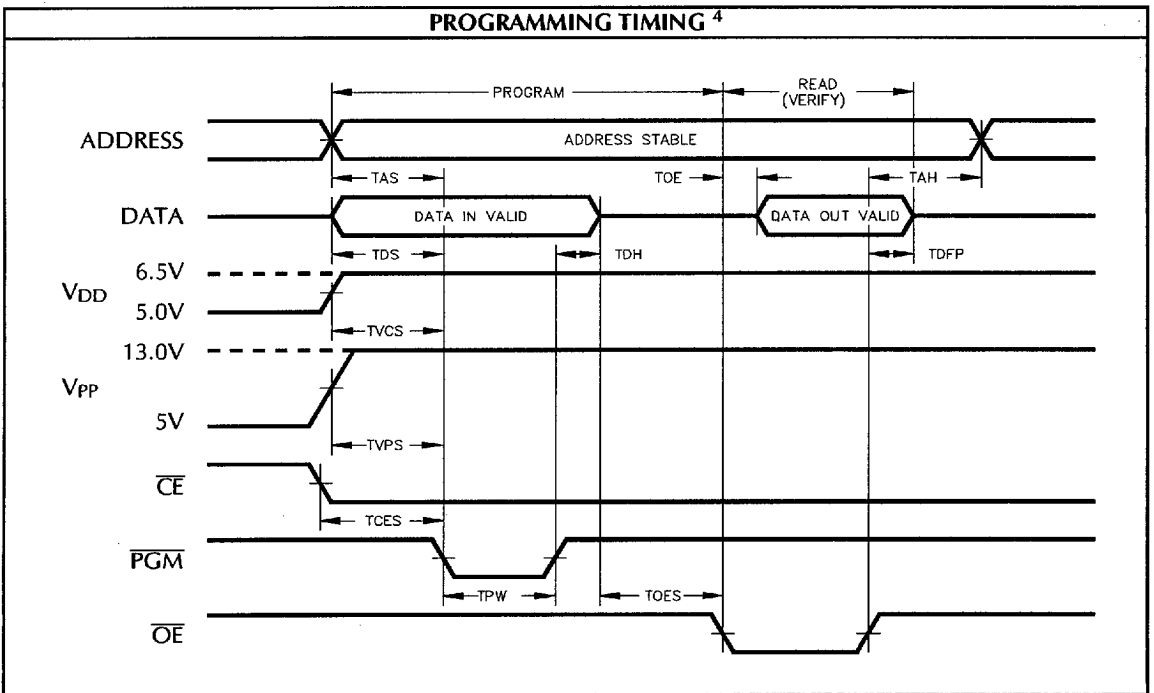 PROGRAMMING TIMING 4
PROGRAM
READ
(VERIFY)
ADDRESS
ADDRESS STABLE
TAS
TOE
TAH
DATA
DATA IN VALID
DATA OUT VALID
TDS
TDH
TDFP
6.5V
VDD
5.0V
TVCS
13.0V
VPP
5V
TVPS
CE
TCES
PGM
TPW
TOES
OE